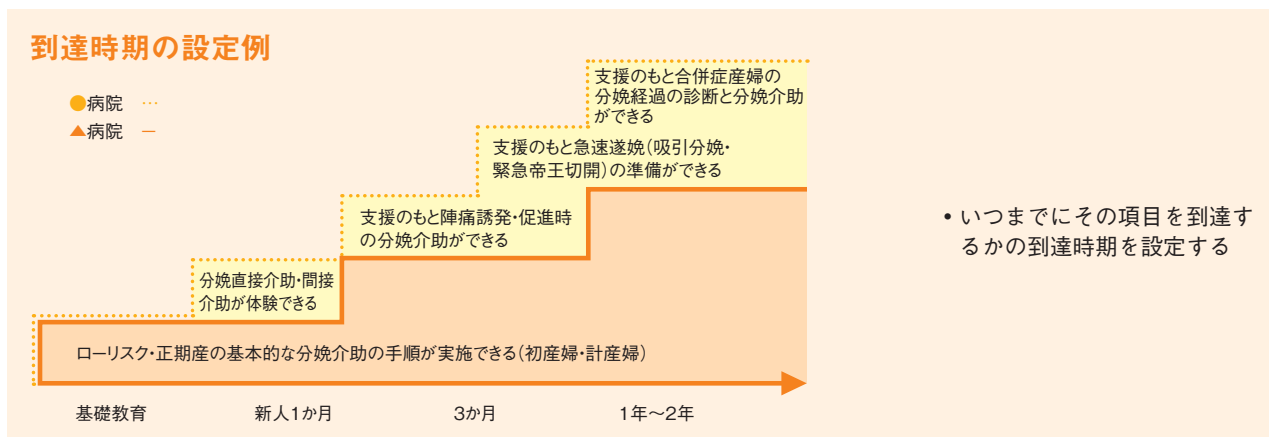 到達時期の設定例
●病院 …
▲病院 －
支援のもと合併症産婦の
分娩経過の診断と分娩介助
ができる
支援のもと急速遂娩（吸引分娩・
緊急帝王切開）の準備ができる
支援のもと陣痛誘発・促進時
の分娩介助ができる
分娩直接介助・間接
介助が体験できる
ローリスク・正期産の基本的な分娩介助の手順が実施できる（初産婦・計産婦）
基礎教育 新人1か月 3か月 1年～2年
• いつまでにその項目を到達す
るかの到達時期を設定する